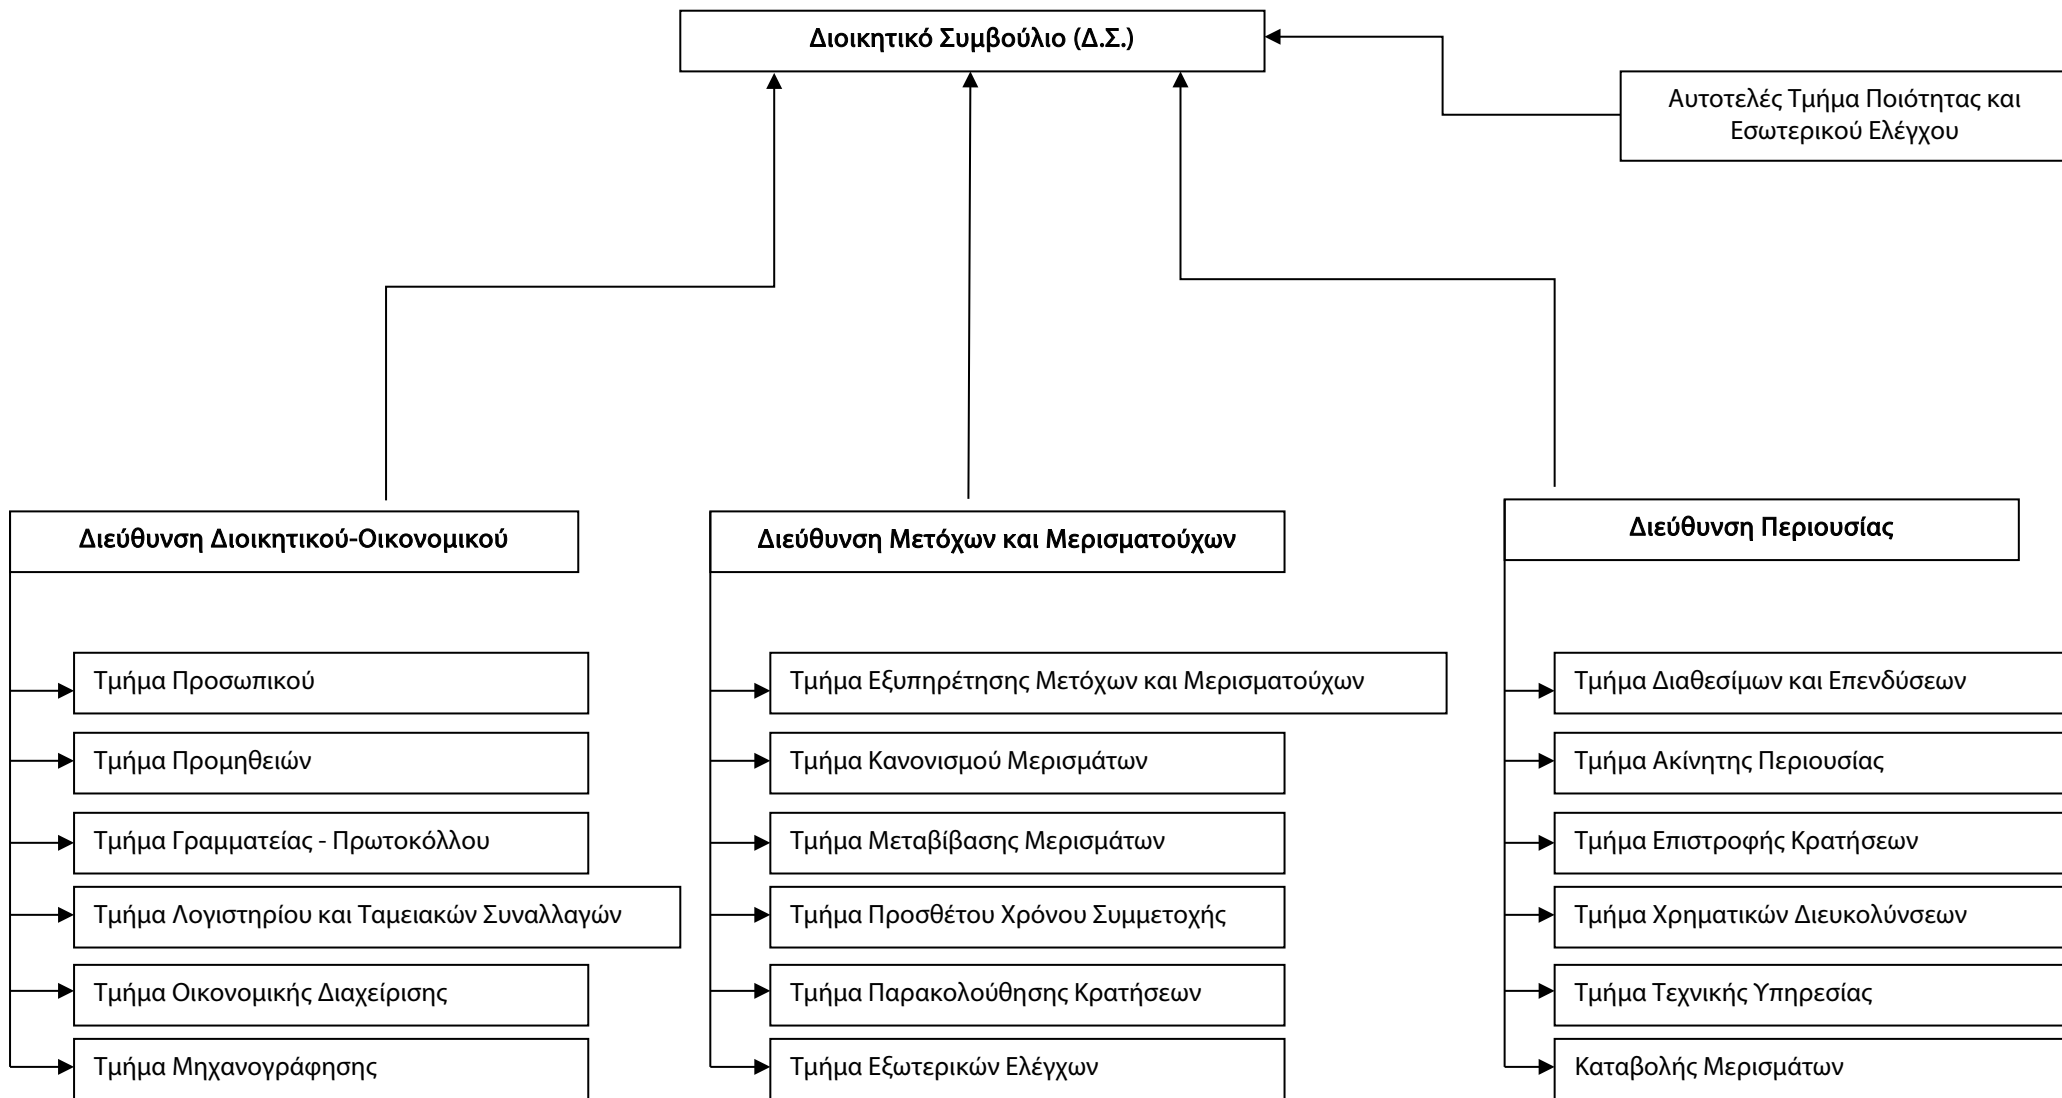 Διοικητικό Συμβούλιο (Δ.Σ.)
Αυτοτελές Τμήμα Ποιότητας και
Εσωτερικού Ελέγχου
Διεύθυνση Διοικητικού-Οικονομικού
Τμήμα Προσωπικού
Τμήμα Προμηθειών
Τμήμα Γραμματείας - Πρωτοκόλλου
Τμήμα Λογιστηρίου και Ταμειακών Συναλλαγών
Τμήμα Οικονομικής Διαχείρισης
Τμήμα Μηχανογράφησης
Διεύθυνση Μετόχων και Μερισματούχων
Τμήμα Εξυπηρέτησης Μετόχων και Μερισματούχων
Τμήμα Κανονισμού Μερισμάτων
Τμήμα Μεταβίβασης Μερισμάτων
Τμήμα Προσθέτου Χρόνου Συμμετοχής
Τμήμα Παρακολούθησης Κρατήσεων
Τμήμα Εξωτερικών Ελέγχων
Διεύθυνση Περιουσίας
Τμήμα Διαθεσίμων και Επενδύσεων
Τμήμα Ακίνητης Περιουσίας
Τμήμα Επιστροφής Κρατήσεων
Τμήμα Χρηματικών Διευκολύνσεων
Τμήμα Τεχνικής Υπηρεσίας
Καταβολής Μερισμάτων